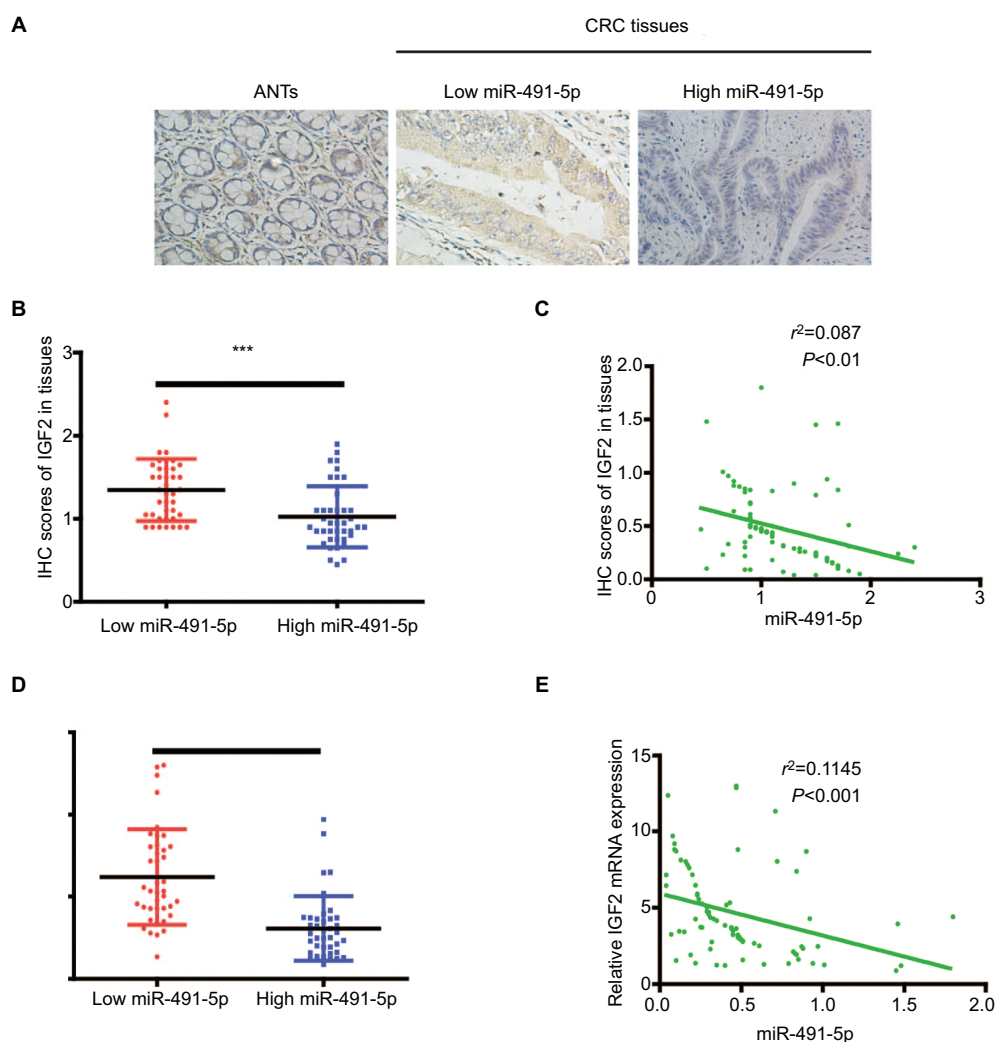 A
CRC tissues
ANTs
Low miR-491-5p
High miR-491-5p
B
IHC scores of IGF2 in tissues
3
2
1
0
***
Low miR-491-5p
High miR-491-5p
C
r²=0.087
P<0.01
IHC scores of IGF2 in tissues
2.0
1.5
1.0
0.5
0.0
0
1
2
3
miR-491-5p
D
Low miR-491-5p
High miR-491-5p
E
r²=0.1145
P<0.001
Relative IGF2 mRNA expression
15
10
5
0
0.0
0.5
1.0
1.5
2.0
miR-491-5p